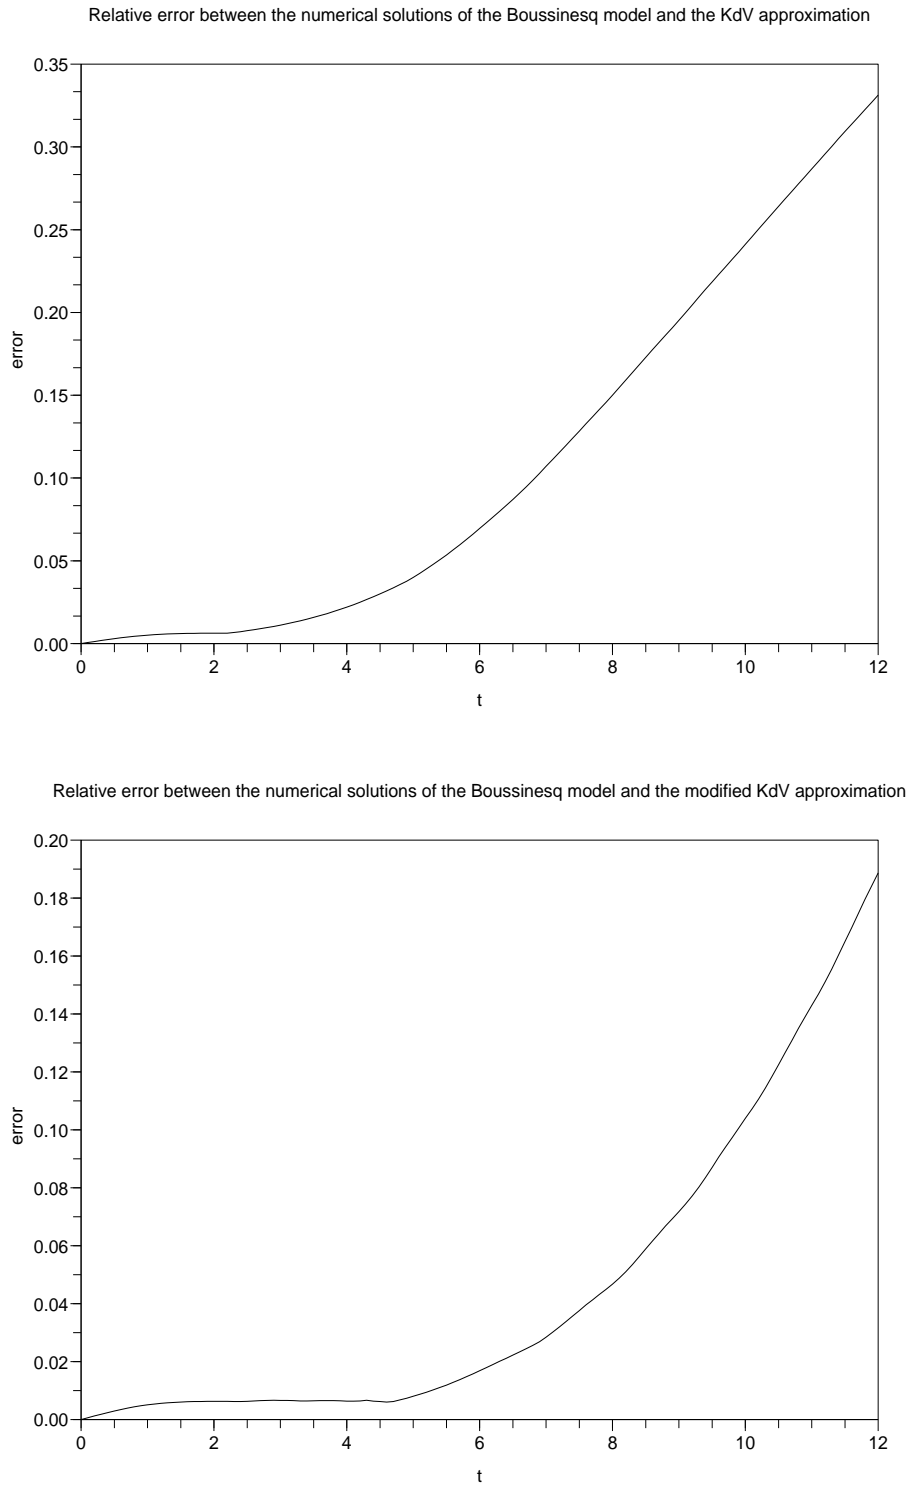 Relative error between the numerical solutions of the Boussinesq model and the KdV approximation
0.35
0.30
0.25
0.20
error
0.15
0.10
0.05
0.00
0 2 4 6 8 10 12
t
Relative error between the numerical solutions of the Boussinesq model and the modified KdV approximation
0.20
0.18
0.16
0.14
0.12
0.10
error
0.08
0.06
0.04
0.02
0.00
0 2 4 6 8 10 12
t